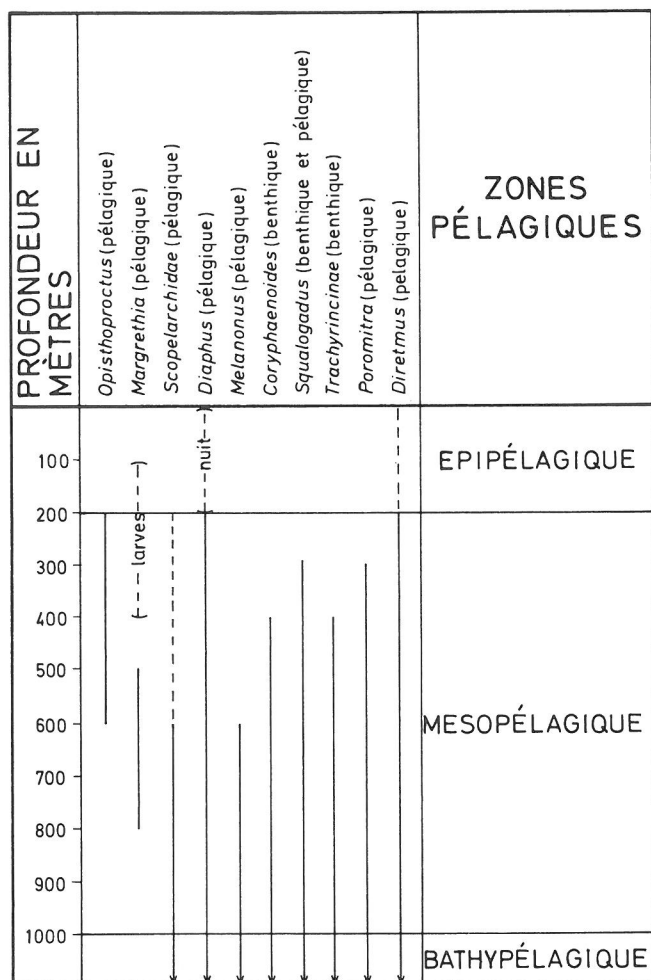 PROFONDEUR EN
MÈTRES
Opisthoproctus (pélagique)
Margrethia (pélagique)
Scopelarchidae (pélagique)
Diaphus (pélagique)
Melanonus (pélagique)
Coryphaenoides (benthique)
Squalogadus (benthique et pélagique)
Trachyrincinae (benthique)
Poromitra (pélagique)
Diretmus (pelagique)
ZONES
PÉLAGIQUES
100
200
300
400
500
600
700
800
900
1000
larves
nuit
EPIPÉLAGIQUE
MESOPÉLAGIQUE
BATHYPÉLAGIQUE